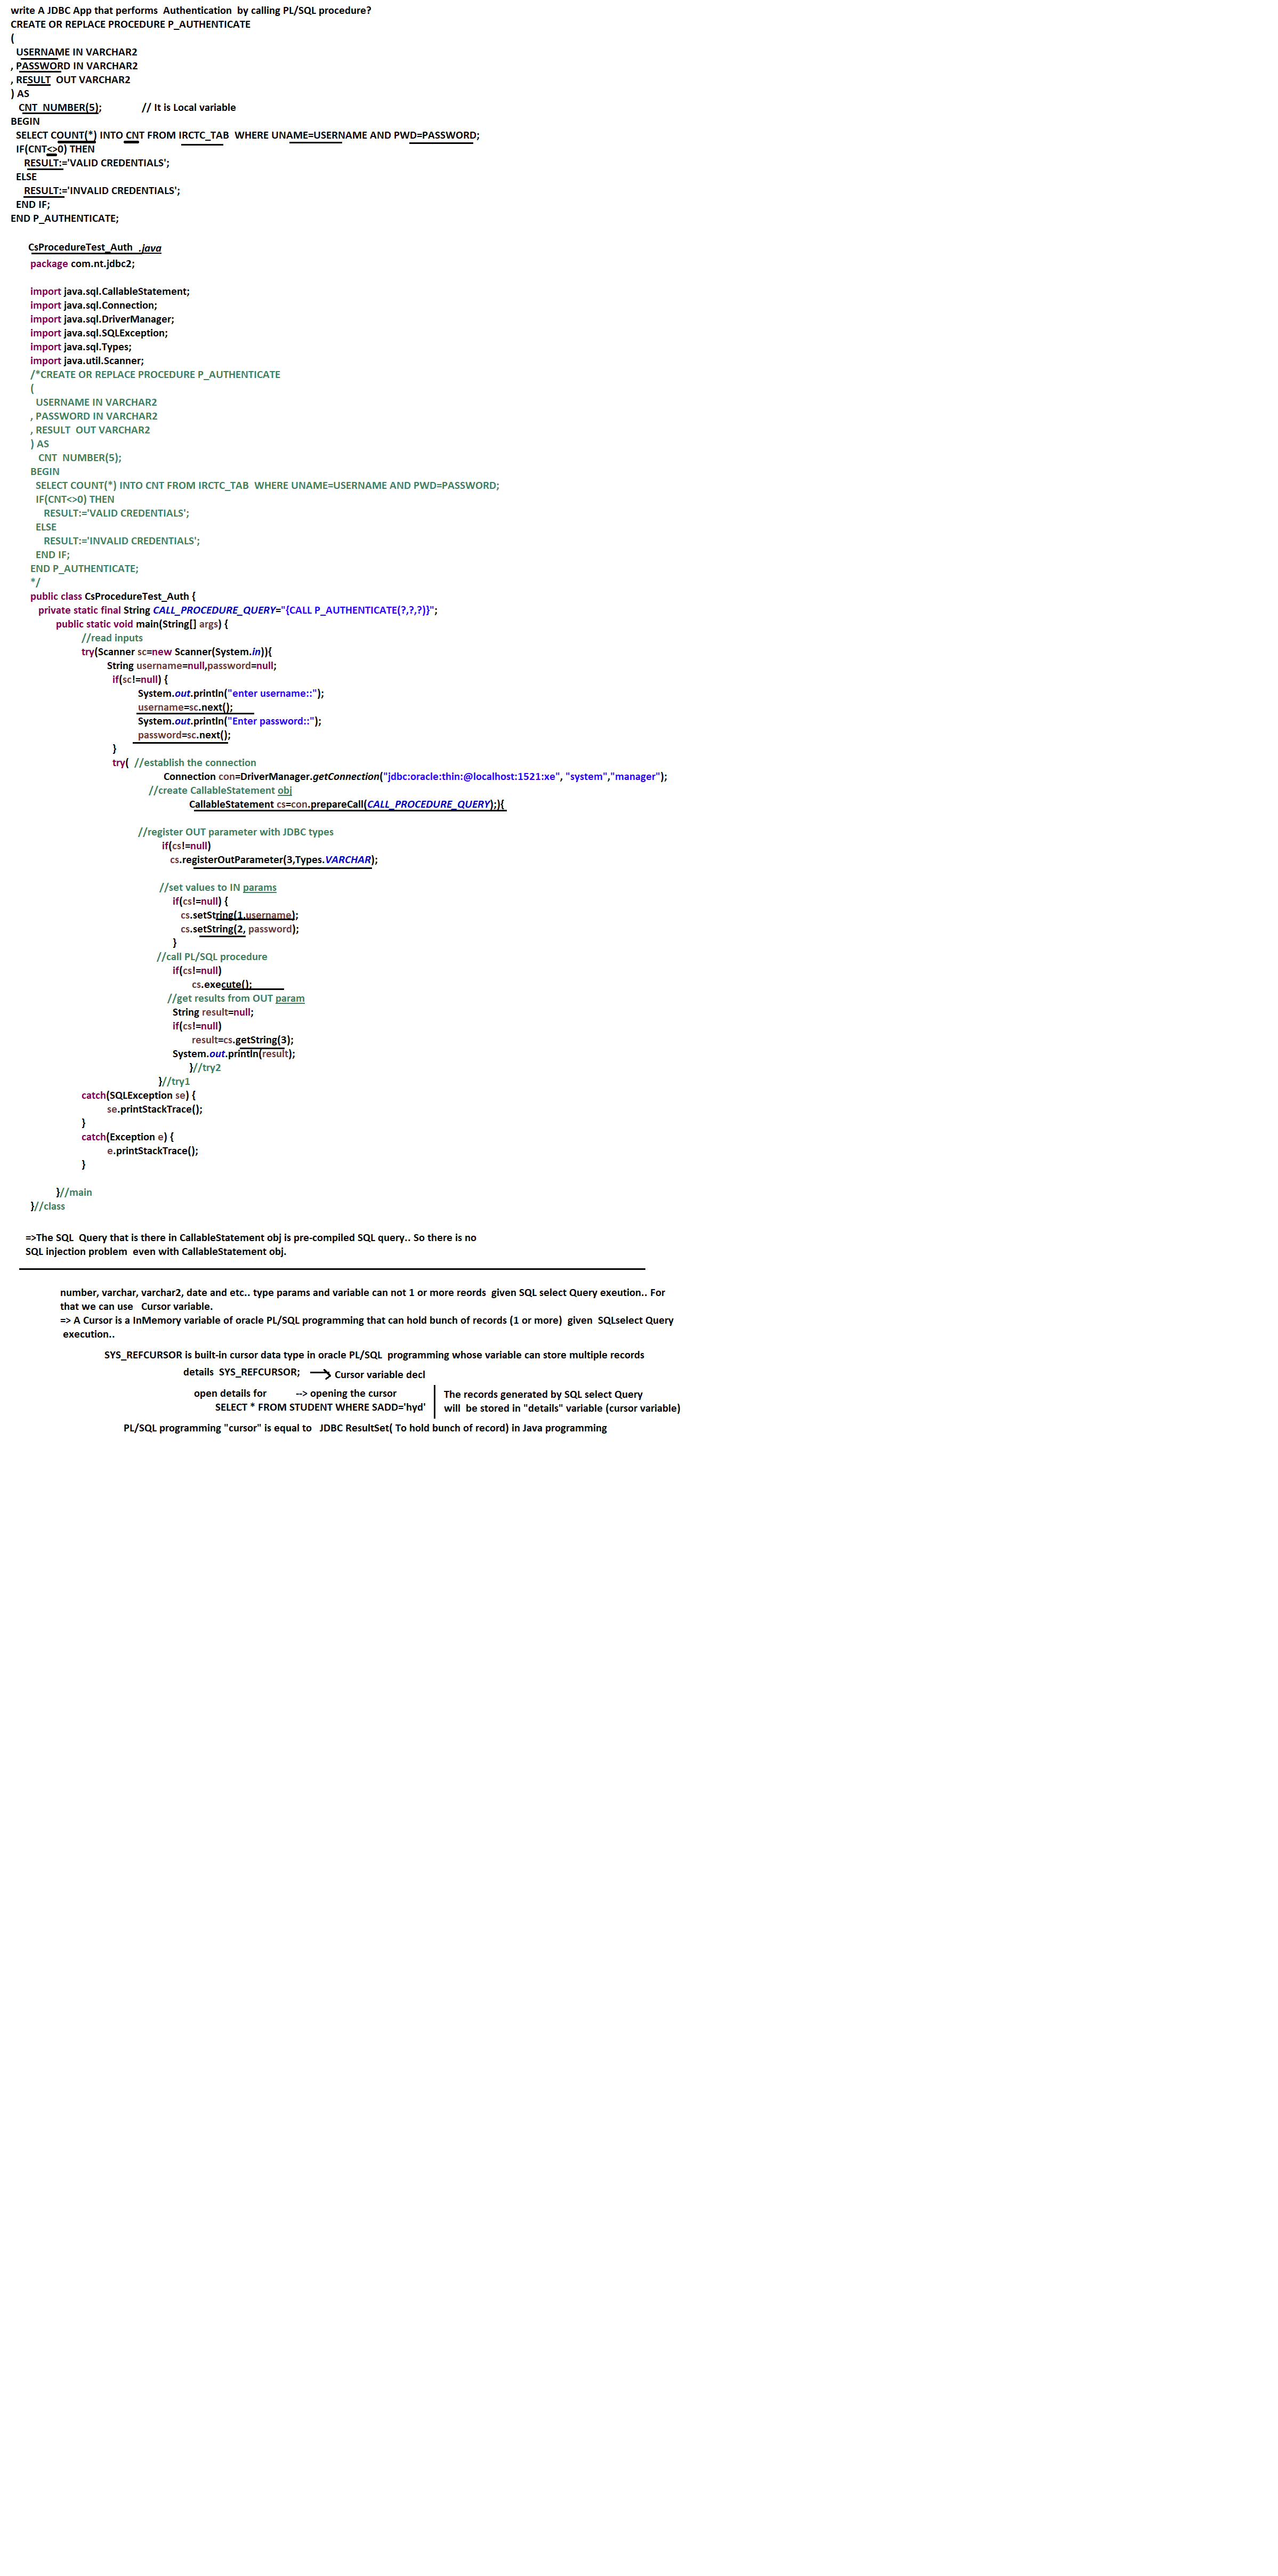 write A JDBC App that performs  Authentication  by calling PL/SQL procedure?
CREATE OR REPLACE PROCEDURE P_AUTHENTICATE
(
USERNAME IN VARCHAR2
, PASSWORD IN VARCHAR2
, RESULT  OUT VARCHAR2
) AS
CNT  NUMBER(5);  // It is Local variable
BEGIN
SELECT COUNT(*) INTO CNT FROM IRCTC_TAB  WHERE UNAME=USERNAME AND PWD=PASSWORD;
IF(CNT<>0) THEN
RESULT:='VALID CREDENTIALS';
ELSE
RESULT:='INVALID CREDENTIALS';
END IF;
END P_AUTHENTICATE;
CsProcedureTest_Auth  .java
package com.nt.jdbc2;
import java.sql.CallableStatement;
import java.sql.Connection;
import java.sql.DriverManager;
import java.sql.SQLException;
import java.sql.Types;
import java.util.Scanner;
/*CREATE OR REPLACE PROCEDURE P_AUTHENTICATE
(
USERNAME IN VARCHAR2
, PASSWORD IN VARCHAR2
, RESULT  OUT VARCHAR2
) AS
CNT  NUMBER(5);
BEGIN
SELECT COUNT(*) INTO CNT FROM IRCTC_TAB  WHERE UNAME=USERNAME AND PWD=PASSWORD;
IF(CNT<>0) THEN
RESULT:='VALID CREDENTIALS';
ELSE
RESULT:='INVALID CREDENTIALS';
END IF;
END P_AUTHENTICATE;
*/
public class CsProcedureTest_Auth {
private static final String CALL_PROCEDURE_QUERY="{CALL P_AUTHENTICATE(?,?,?)}";
public static void main(String[] args) {
//read inputs
try(Scanner sc=new Scanner(System.in)){
String username=null,password=null;
if(sc!=null) {
System.out.println("enter username::");
username=sc.next();
System.out.println("Enter password::");
password=sc.next();
}
try(  //establish the connection
Connection con=DriverManager.getConnection("jdbc:oracle:thin:@localhost:1521:xe", "system","manager");
//create CallableStatement obj
CallableStatement cs=con.prepareCall(CALL_PROCEDURE_QUERY);){
//register OUT parameter with JDBC types
if(cs!=null)
cs.registerOutParameter(3,Types.VARCHAR);
//set values to IN params
if(cs!=null) {
cs.setString(1,username);
cs.setString(2, password);
}
//call PL/SQL procedure
if(cs!=null)
cs.execute();
//get results from OUT param
String result=null;
if(cs!=null)
result=cs.getString(3);
System.out.println(result);
}//try2
}//try1
catch(SQLException se) {
se.printStackTrace();
}
catch(Exception e) {
e.printStackTrace();
}
}//main
}//class
=>The SQL  Query that is there in CallableStatement obj is pre-compiled SQL query.. So there is no
SQL injection problem  even with CallableStatement obj.
number, varchar, varchar2, date and etc.. type params and variable can not 1 or more reords  given SQL select Query exeution.. For
that we can use   Cursor variable.
=> A Cursor is a InMemory variable of oracle PL/SQL programming that can hold bunch of records (1 or more)  given  SQLselect Query
execution..
SYS_REFCURSOR is built-in cursor data type in oracle PL/SQL  programming whose variable can store multiple records
details  SYS_REFCURSOR;  Cursor variable decl
open details for  --> opening the cursor
SELECT * FROM STUDENT WHERE SADD='hyd'
The records generated by SQL select Query
will  be stored in "details" variable (cursor variable)
PL/SQL programming "cursor" is equal to   JDBC ResultSet( To hold bunch of record) in Java programming